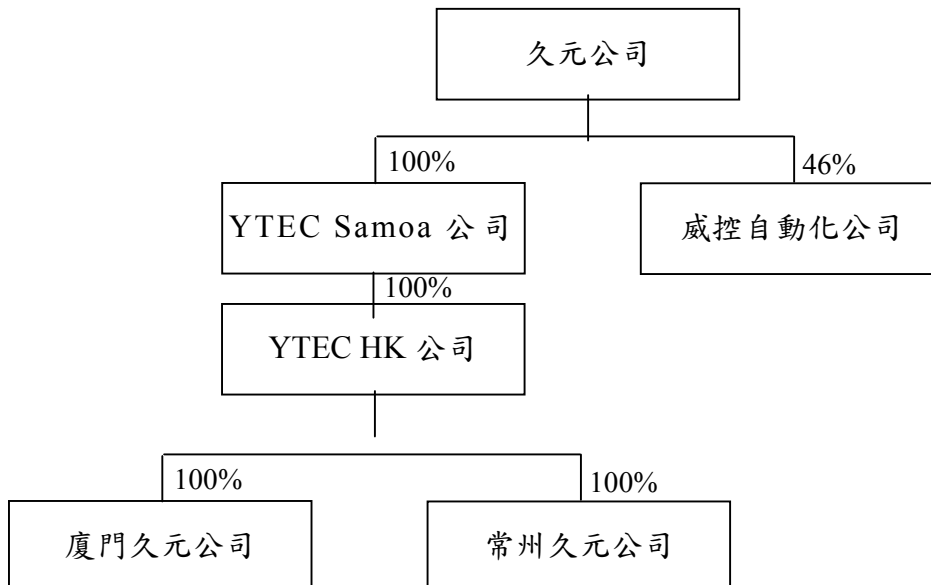 久元公司
100%
46%
YTEC Samoa 公司
威控自動化公司
100%
YTEC HK 公司
100%
100%
廈門久元公司
常州久元公司